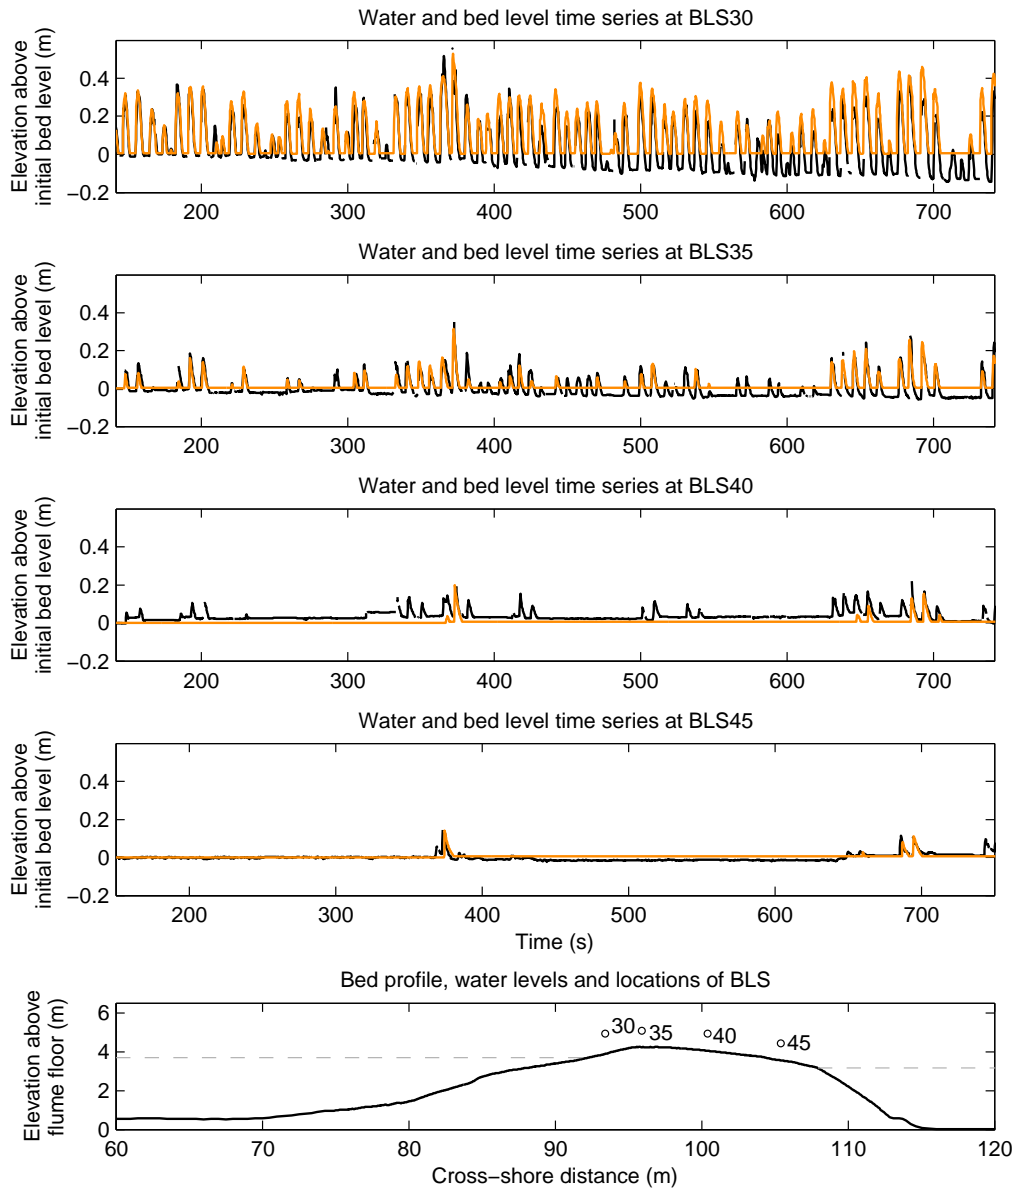 Water and bed level time series at BLS30
Elevation above
initial bed level (m)
0.4
0.2
0
−0.2
200 300 400 500 600 700
Water and bed level time series at BLS35
Elevation above
initial bed level (m)
0.4
0.2
0
−0.2
200 300 400 500 600 700
Water and bed level time series at BLS40
Elevation above
initial bed level (m)
0.4
0.2
0
−0.2
200 300 400 500 600 700
Water and bed level time series at BLS45
Elevation above
initial bed level (m)
0.4
0.2
0
−0.2
200 300 400 500 600 700
Time (s)
Bed profile, water levels and locations of BLS
Elevation above
flume floor (m)
6
4
2
0
30 35 40 45
60 70 80 90 100 110 120
Cross−shore distance (m)